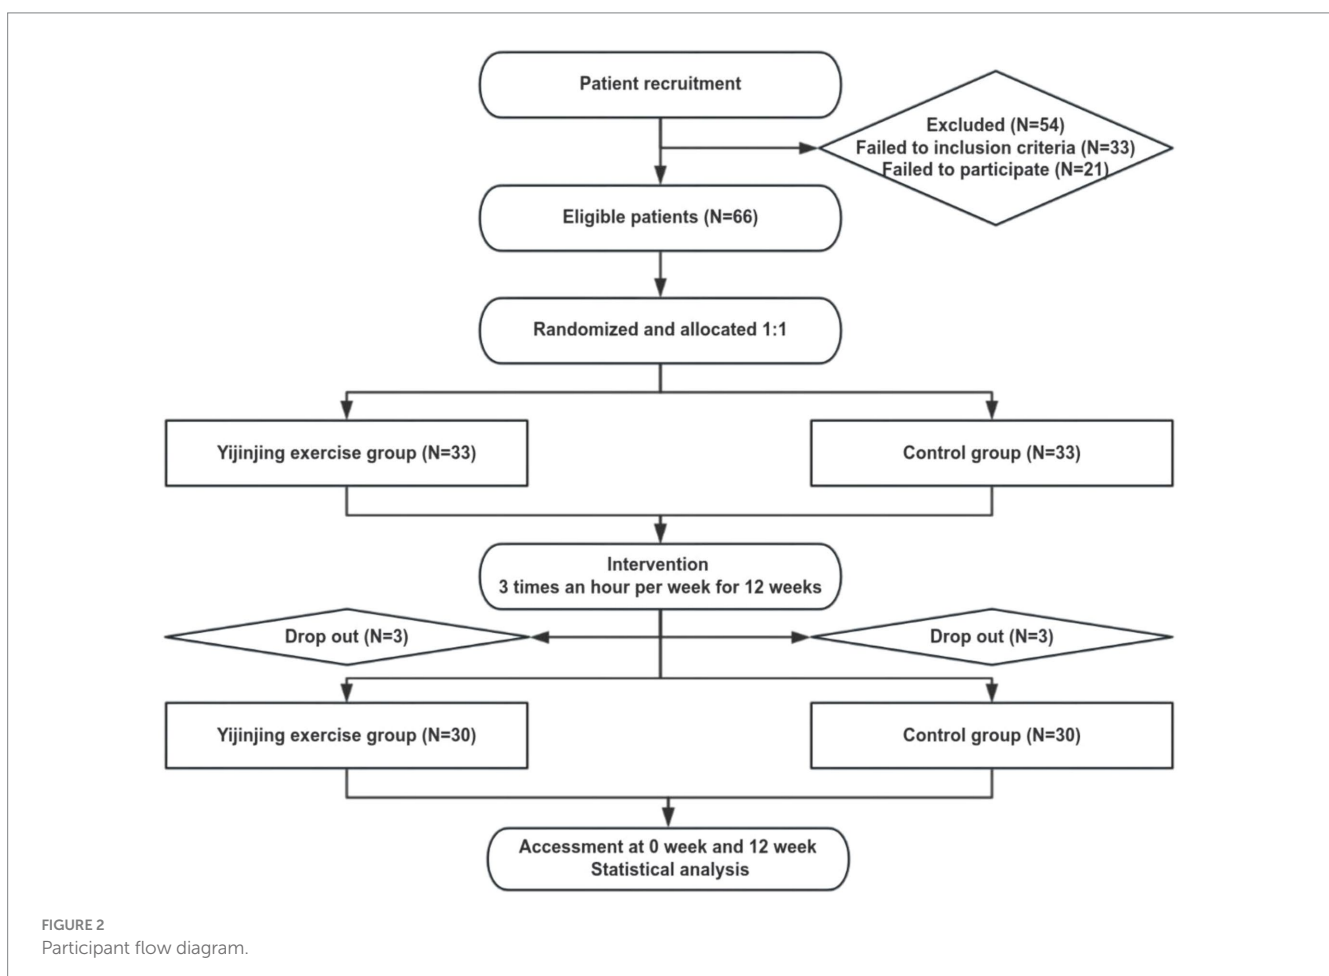 Patient recruitment
Excluded (N=54)
Failed to inclusion criteria (N=33)
Failed to participate (N=21)
Eligible patients (N=66)
Randomized and allocated 1:1
Yijinjing exercise group (N=33)
Control group (N=33)
Intervention
3 times an hour per week for 12 weeks
Drop out (N=3)
Drop out (N=3)
Yijinjing exercise group (N=30)
Control group (N=30)
Accessment at 0 week and 12 week
Statistical analysis
FIGURE 2
Participant flow diagram.